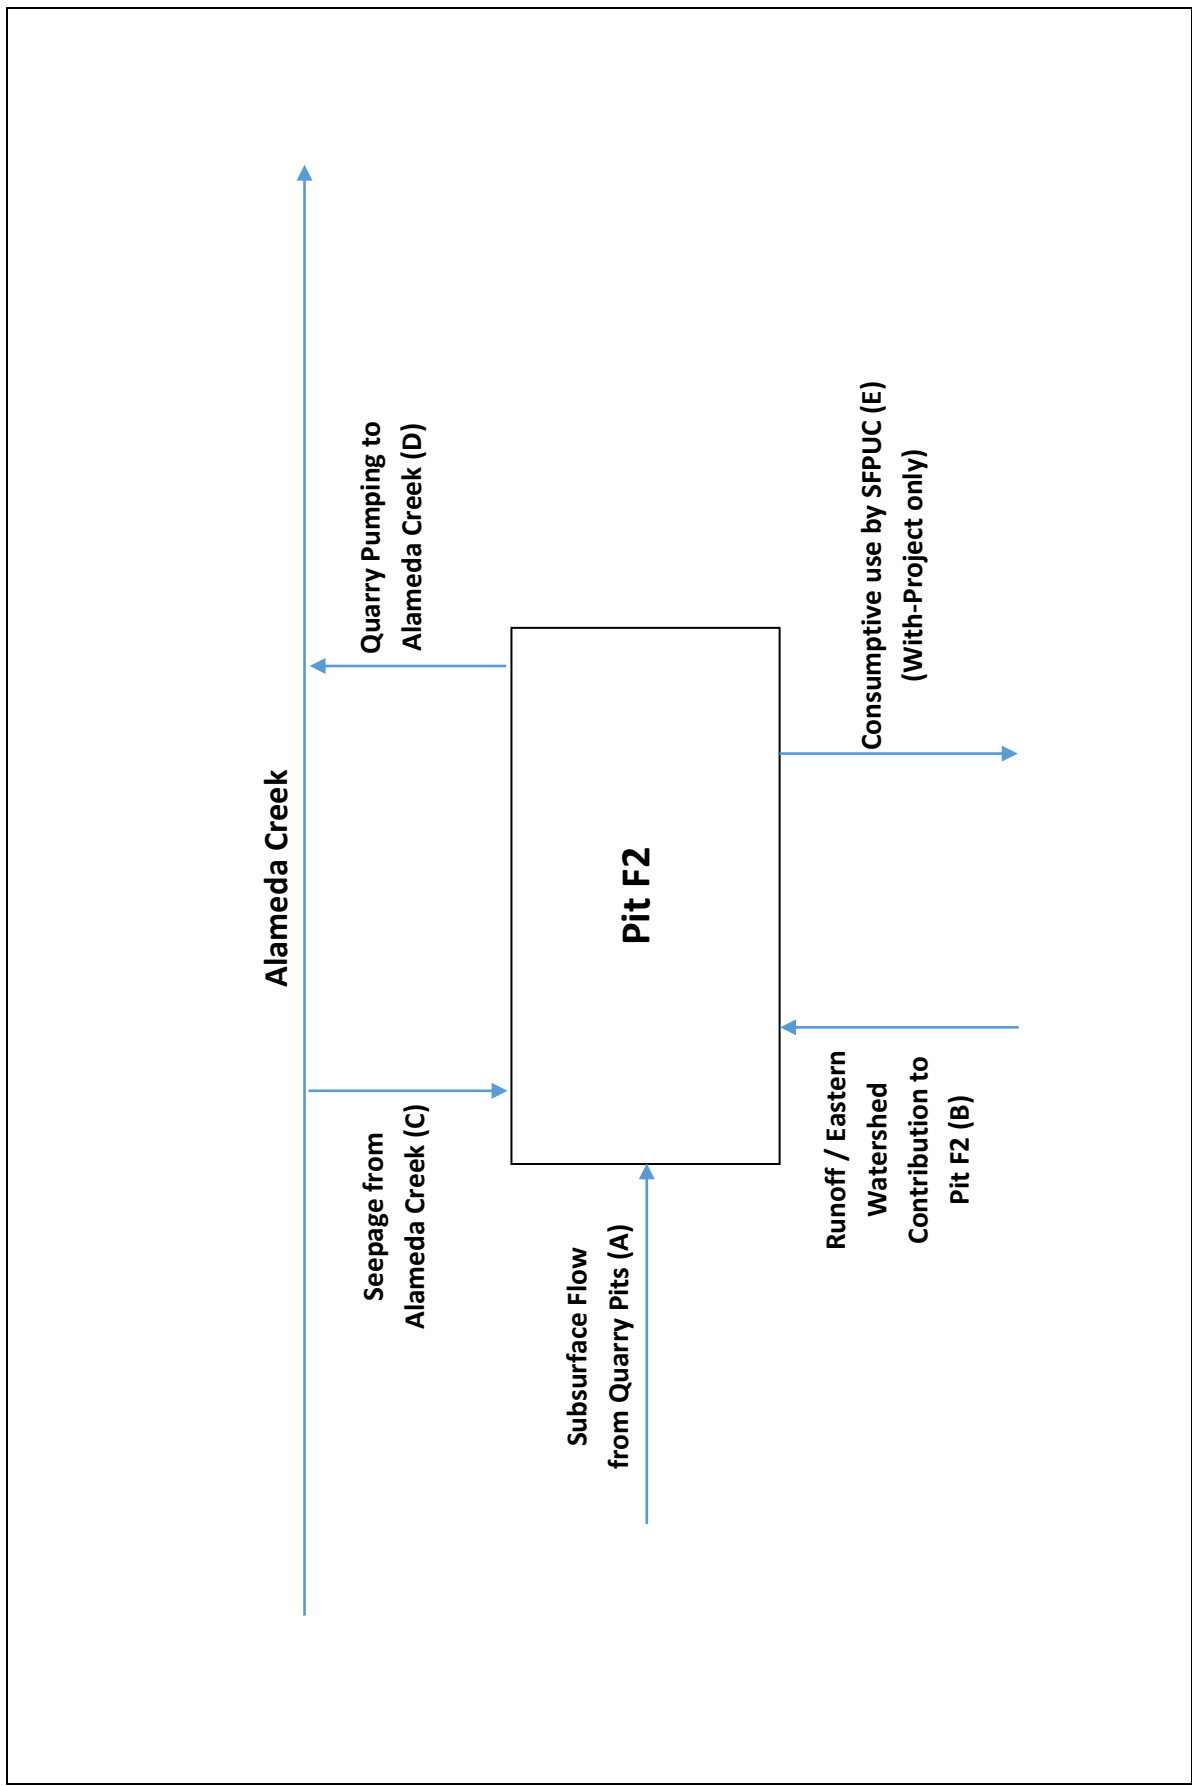 Alameda Creek
Seepage from
Alameda Creek (C)
Quarry Pumping to
Alameda Creek (D)
Subsurface Flow
from Quarry Pits (A)
Pit F2
Runoff / Eastern
Watershed
Contribution to
Pit F2 (B)
Consumptive use by SFPUC (E)
(With-Project only)